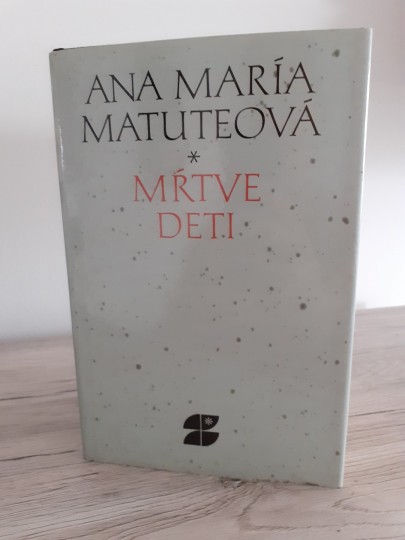 ANA MARÍA
MATUTEOVÁ
*
MŔTVE
DETI